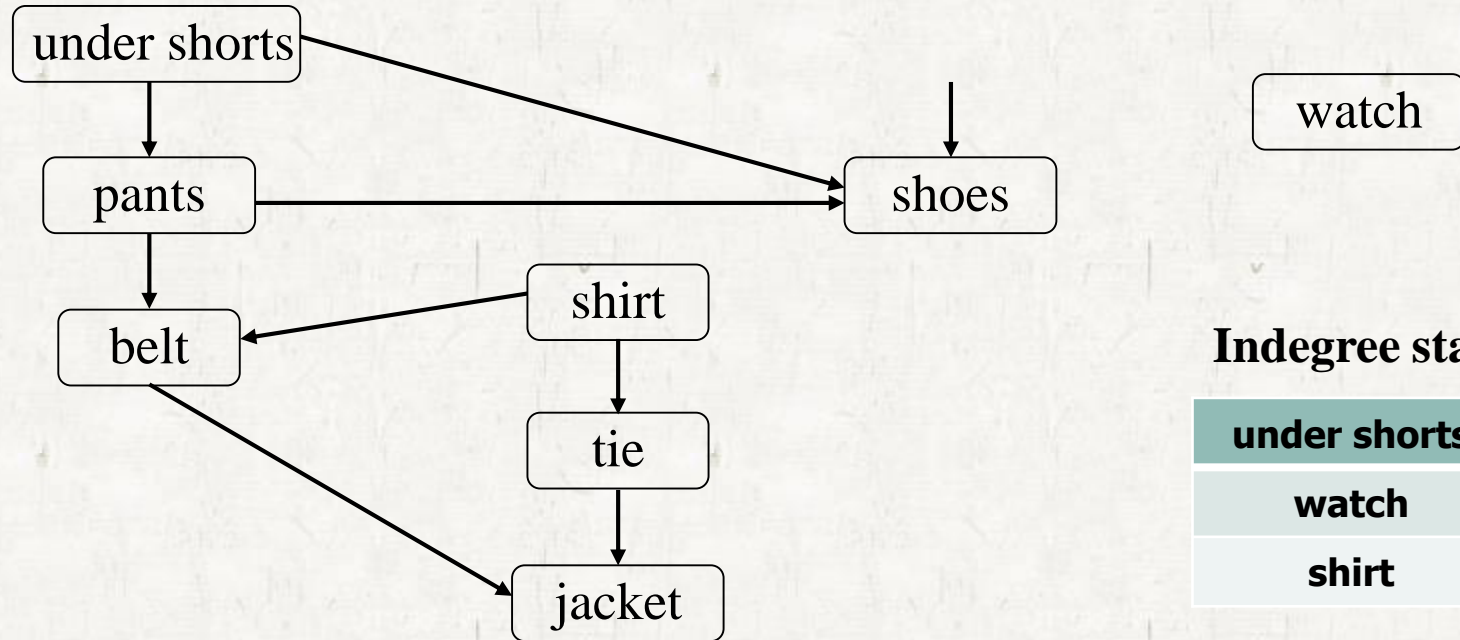 under shorts
watch
pants
shoes
shirt
belt
tie
jacket
Indegree sta
under shorts
watch
shirt